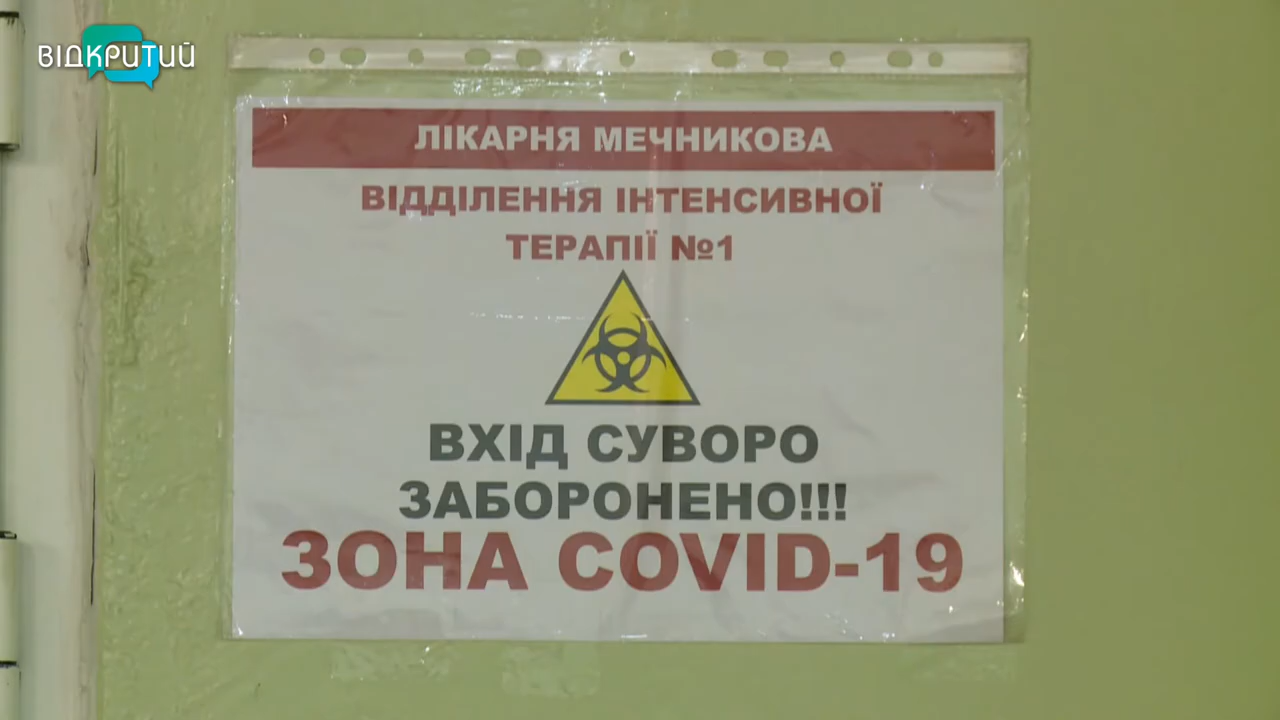 ВІДКРИТИЙ
ЛІКАРНЯ МЕЧНИКОВА
ВІДДІЛЕННЯ ІНТЕНСИВНОЇ
ТЕРАПІЇ №1
ВХІД СУВОРО
ЗАБОРОНЕНО!!!
ЗОНА COVID-19